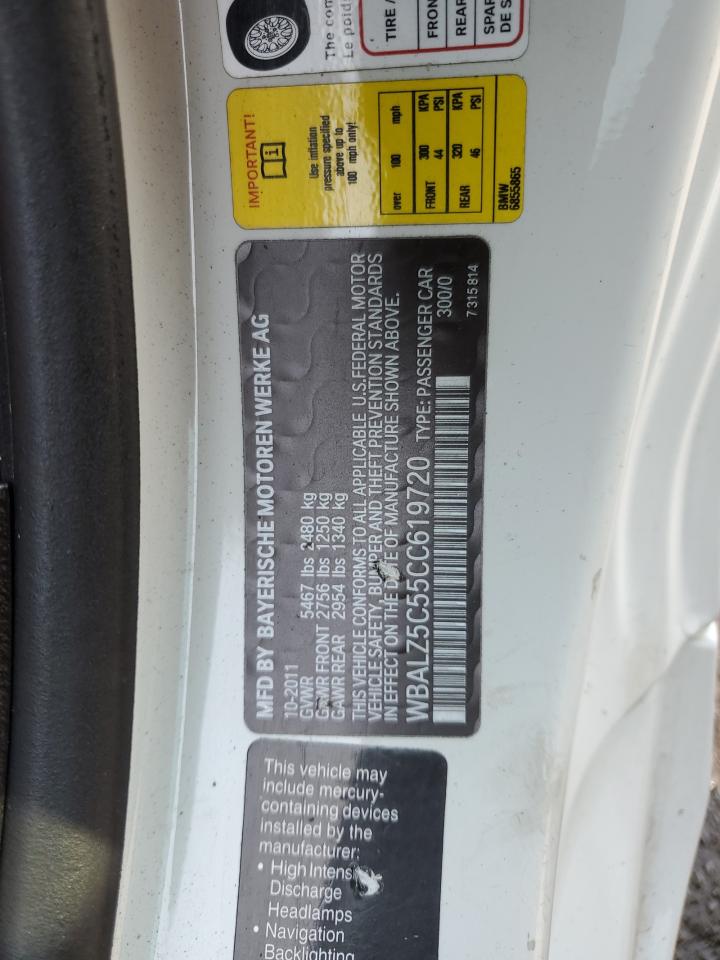 The com
Le poids
TIRE /
FRON
REAR
SPAR
DE S
IMPORTANT!
Use inflation
pressure specified
above up to
100 mph only!
over 100 mph
FRONT 300 KPA
44 PSI
REAR 320 KPA
46 PSI
BMW
6855865
MFD BY BAYERISCHE MOTOREN WERKE AG
10-2011
GVWR 5467 lbs 2480 kg
GAWR FRONT 2756 lbs 1250 kg
GAWR REAR 2954 lbs 1340 kg
THIS VEHICLE CONFORMS TO ALL APPLICABLE U.S.FEDERAL MOTOR
VEHICLE SAFETY, BUMPER AND THEFT PREVENTION STANDARDS
IN EFFECT ON THE DATE OF MANUFACTURE SHOWN ABOVE.
WBALZ5C55CC619720 TYPE: PASSENGER CAR
300/0
7 315 814
This vehicle may
include mercury-
containing devices
installed by the
manufacturer:
• High Intens
Discharge
Headlamps
• Navigation
Backlighting